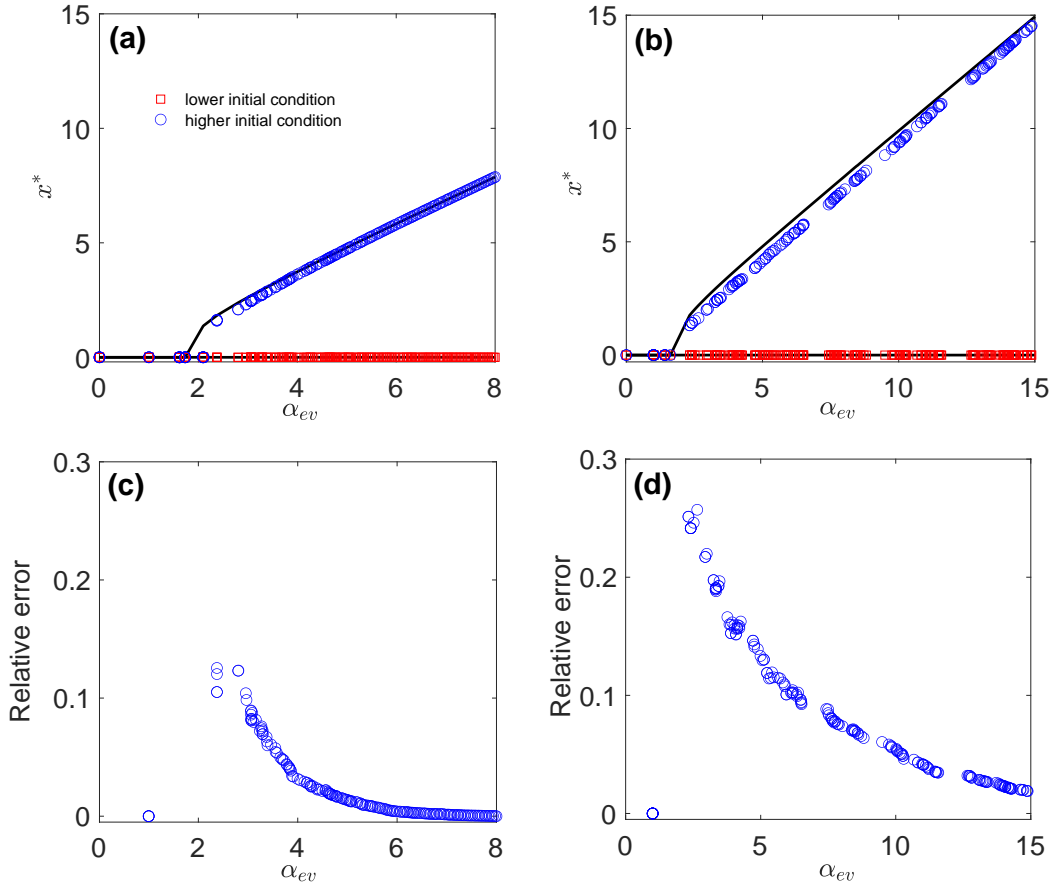 (a)
15
10
5
0
x*
lower initial condition
higher initial condition
0 2 4 6 8
α_ev
(b)
15
10
5
0
x*
0 5 10 15
α_ev
(c)
0.3
0.2
0.1
0
Relative error
0 2 4 6 8
α_ev
(d)
0.3
0.2
0.1
0
Relative error
0 5 10 15
α_ev